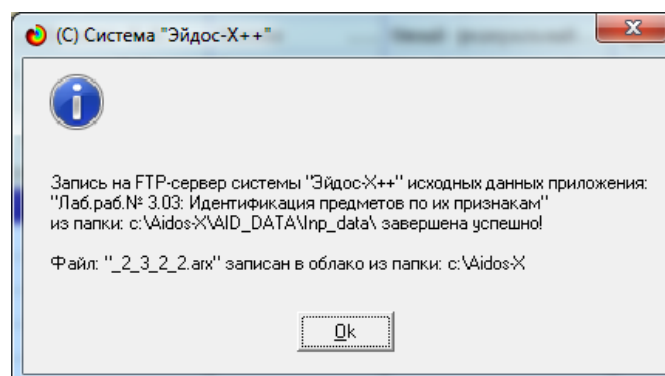 (C) Система "Эйдос-X++"
Запись на FTP-сервер системы "Эйдос-X++" исходных данных приложения:
"Лаб.раб.№ 3.03: Идентификация предметов по их признакам"
из папки: c:\Aidos-X\AID_DATA\Inp_data\ завершена успешно!
Файл: "_2_3_2_2.arx" записан в облако из папки: c:\Aidos-X
Ok